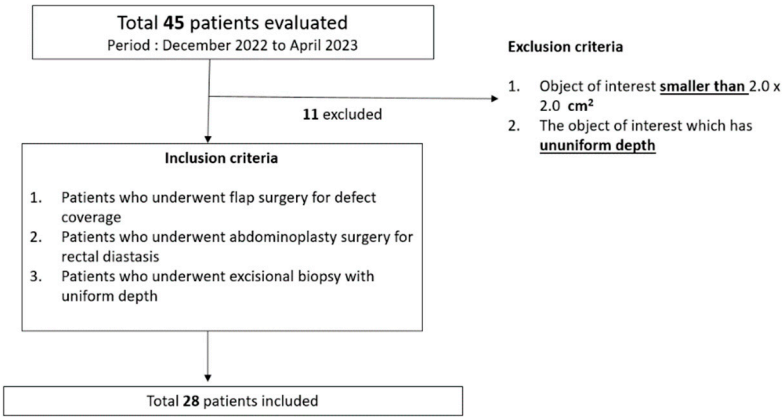 Total 45 patients evaluated
Period : December 2022 to April 2023
11 excluded
Exclusion criteria
1. Object of interest smaller than 2.0 x
2.0 cm²
2. The object of interest which has
ununiform depth
Inclusion criteria
1. Patients who underwent flap surgery for defect
coverage
2. Patients who underwent abdominoplasty surgery for
rectal diastasis
3. Patients who underwent excisional biopsy with
uniform depth
Total 28 patients included